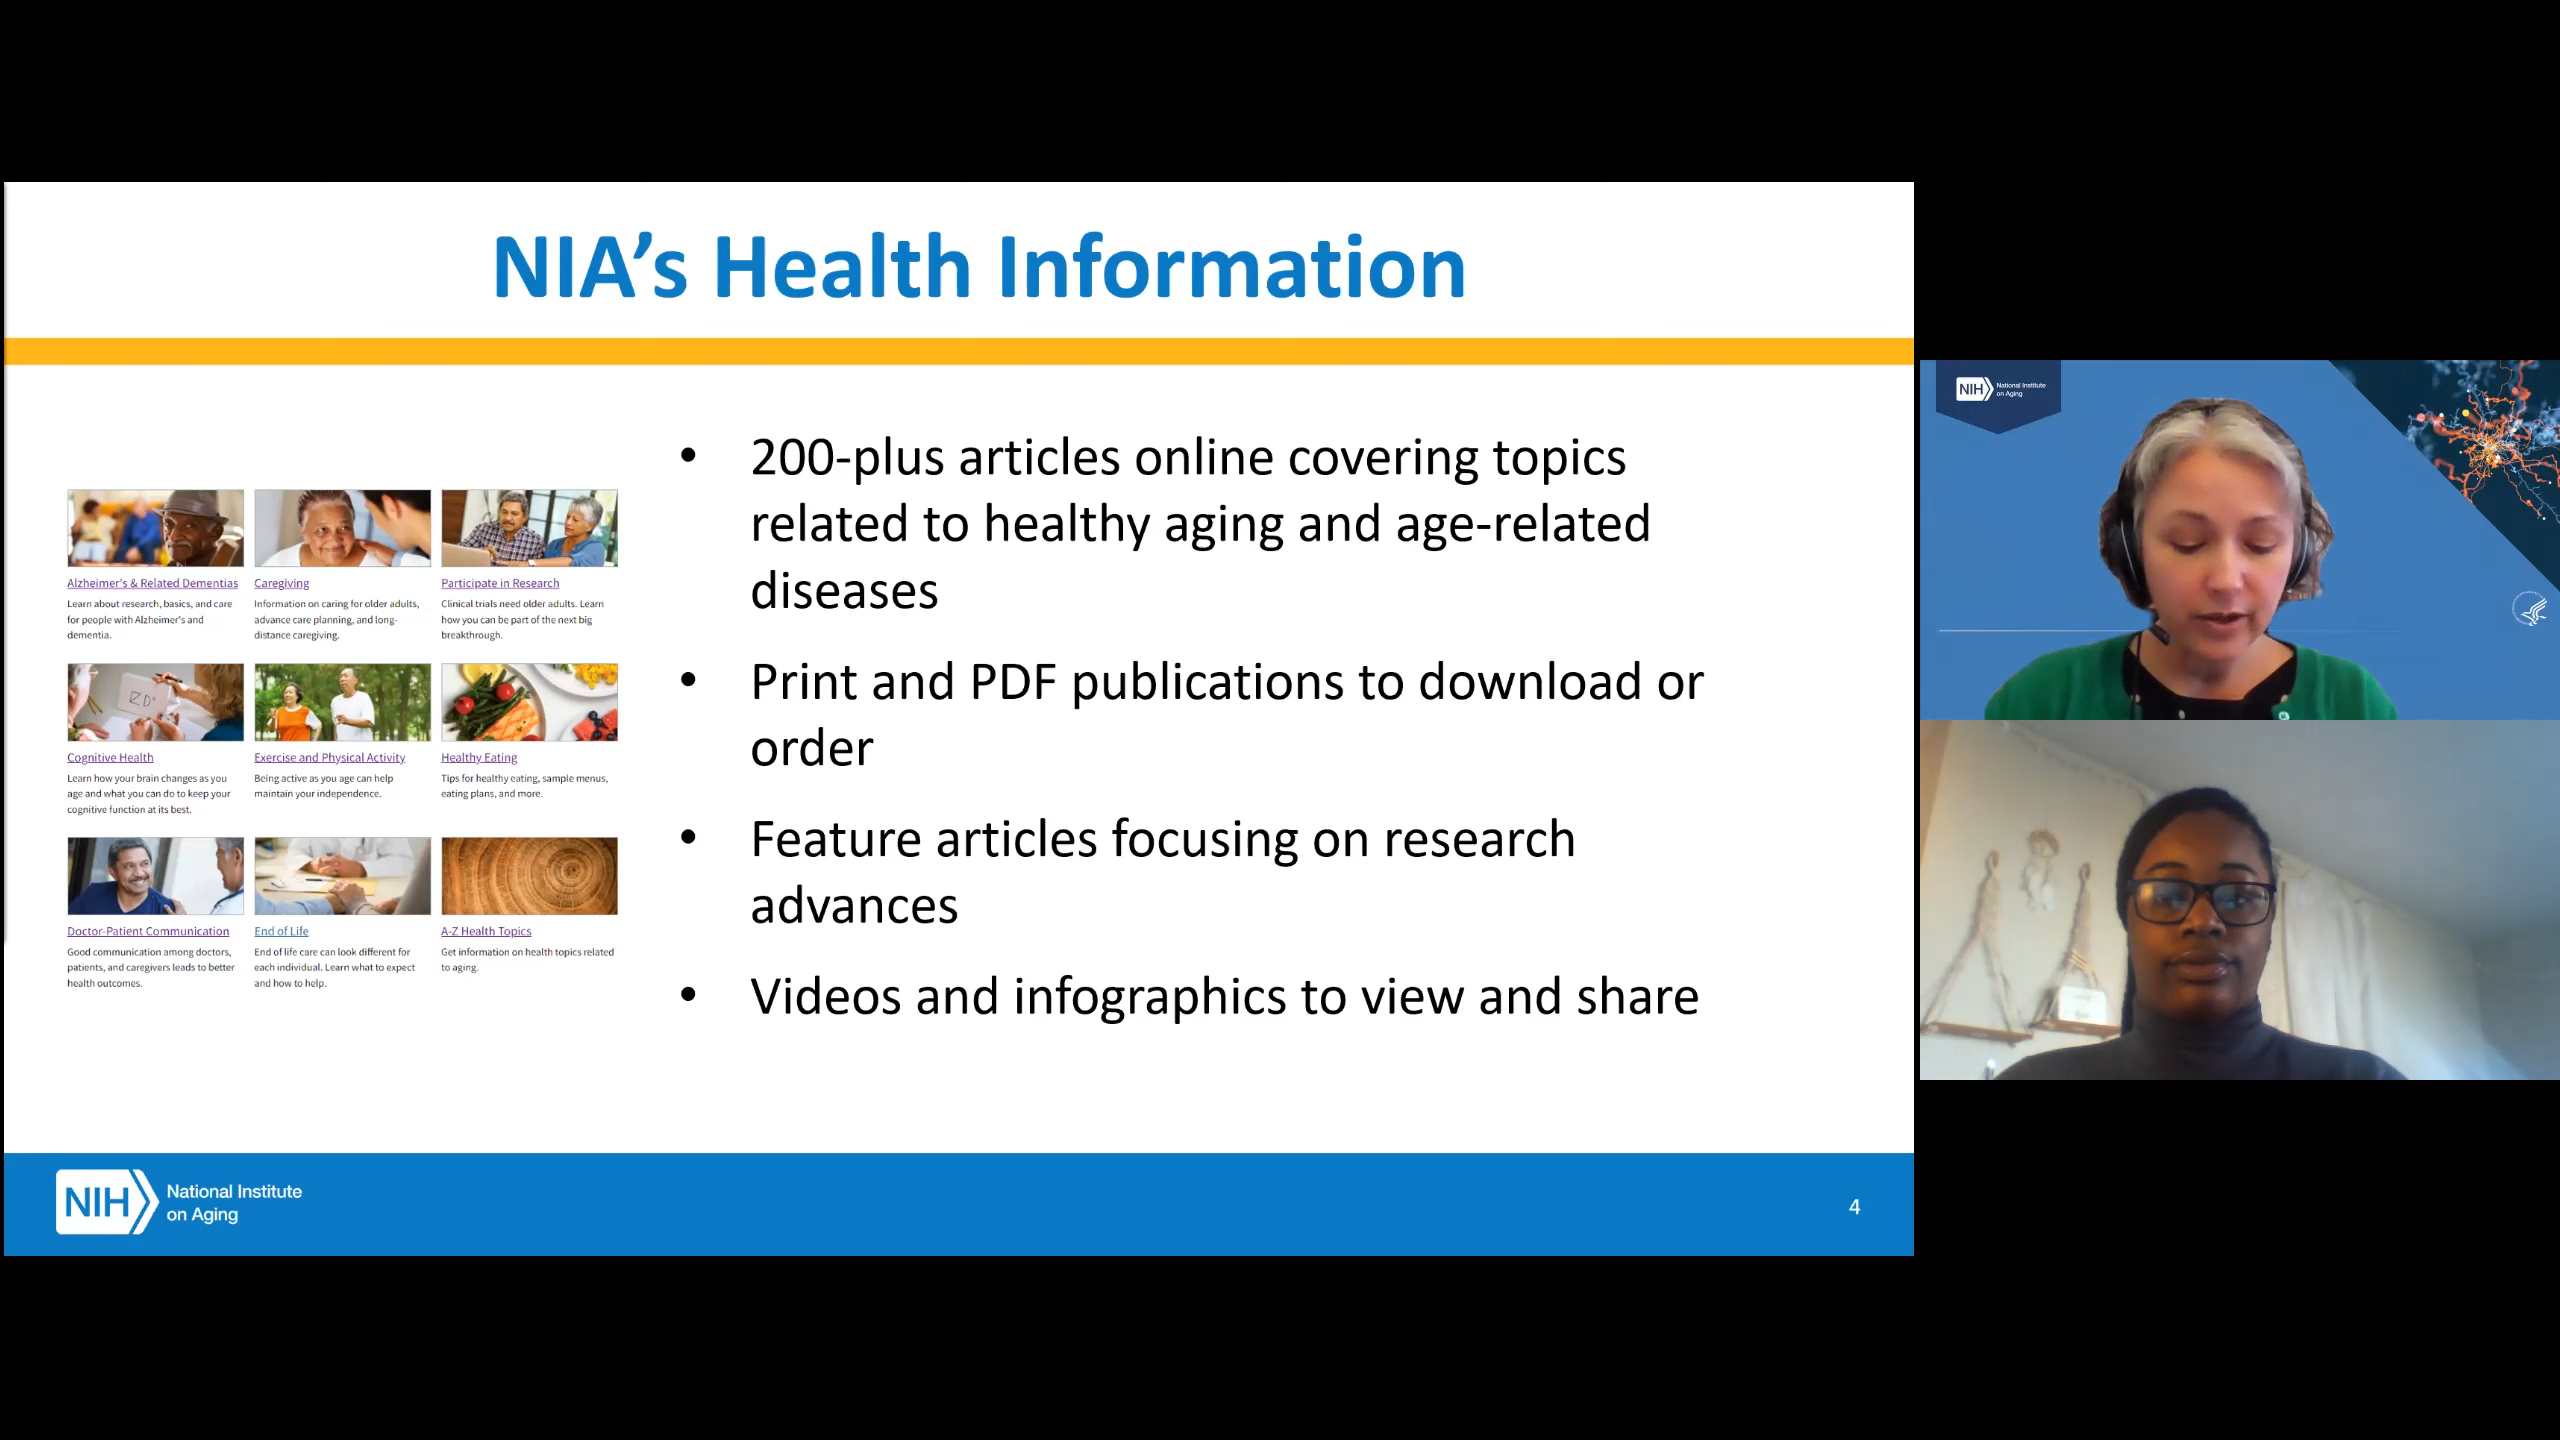 NIA’s Health Information
Alzheimer's & Related Dementias
Learn about research, basics, and care
for people with Alzheimer's and
dementia.
Caregiving
Information on caring for older adults,
advance care planning, and long-
distance caregiving.
Participate in Research
Clinical trials need older adults. Learn
how you can be part of the next big
breakthrough.
Cognitive Health
Learn how your brain changes as you
age and what you can do to keep your
cognitive function at its best.
Exercise and Physical Activity
Being active as you age can help
maintain your independence.
Healthy Eating
Tips for healthy eating, sample menus,
eating plans, and more.
Doctor-Patient Communication
Good communication among doctors,
patients, and caregivers leads to better
health outcomes.
End of Life
End of life care can look different for
each individual. Learn what to expect
and how to help.
A-Z Health Topics
Get information on health topics related
to aging.
• 200-plus articles online covering topics
related to healthy aging and age-related
diseases
• Print and PDF publications to download or
order
• Feature articles focusing on research
advances
• Videos and infographics to view and share
NIH National Institute
on Aging
4
NIH National Institute
on Aging